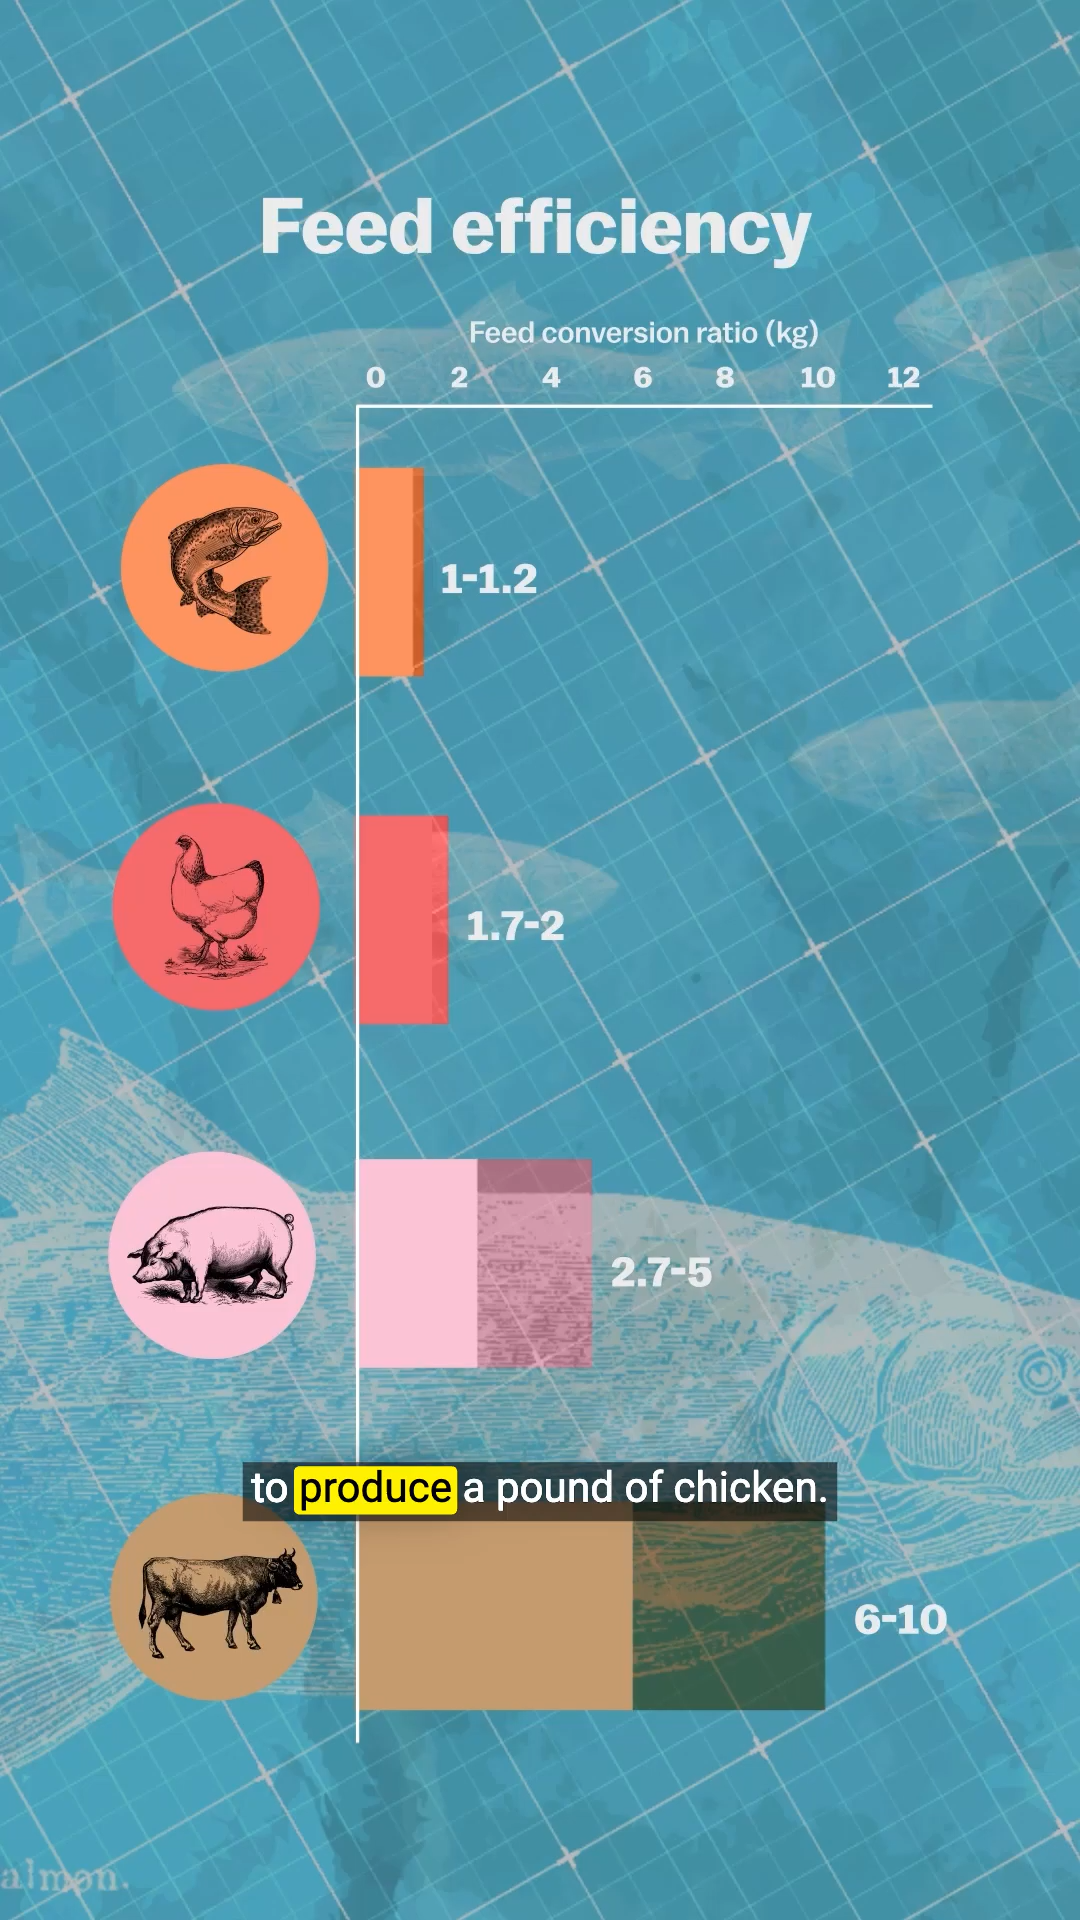 Feed efficiency
Feed conversion ratio (kg)
0 2 4 6 8 10 12
1-1.2
1.7-2
2.7-5
to produce a pound of chicken.
6-10
almon.